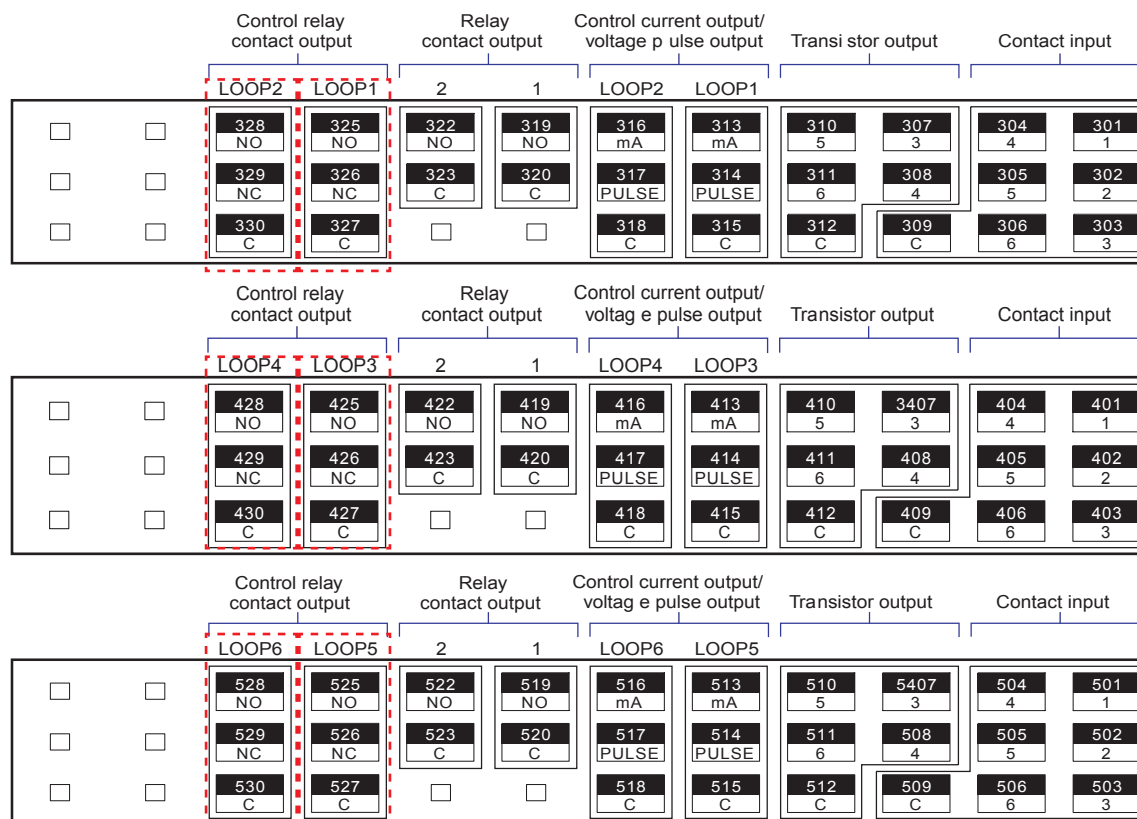 Control relay
contact output
Relay
contact output
Control current output/
voltage p ulse output
Transi stor output
Contact input
LOOP2 LOOP1 2 1 LOOP2 LOOP1
328 325 322 319 316 313 310 307 304 301
NO NO NO NO mA mA 5 3 4 1
329 326 323 320 317 314 311 308 305 302
NC NC C C PULSE PULSE 6 4 5 2
330 327 318 315 312 309 306 303
C C C C C C 6 3
Control relay
contact output
Relay
contact output
Control current output/
voltag e pulse output
Transistor output
Contact input
LOOP4 LOOP3 2 1 LOOP4 LOOP3
428 425 422 419 416 413 410 3407 404 401
NO NO NO NO mA mA 5 3 4 1
429 426 423 420 417 414 411 408 405 402
NC NC C C PULSE PULSE 6 4 5 2
430 427 418 415 412 409 406 403
C C C C C C 6 3
Control relay
contact output
Relay
contact output
Control current output/
voltag e pulse output
Transistor output
Contact input
LOOP6 LOOP5 2 1 LOOP6 LOOP5
528 525 522 519 516 513 510 5407 504 501
NO NO NO NO mA mA 5 3 4 1
529 526 523 520 517 514 511 508 505 502
NC NC C C PULSE PULSE 6 4 5 2
530 527 518 515 512 509 506 503
C C C C C C 6 3